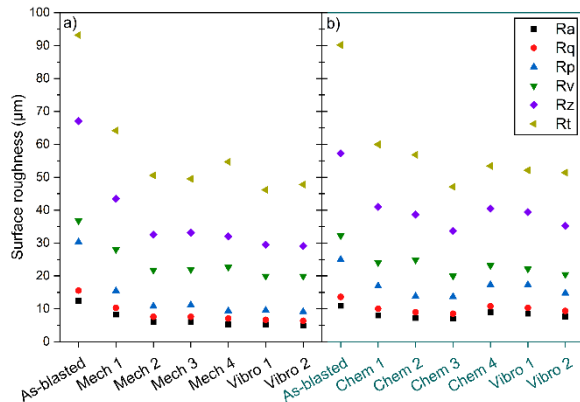 a)
b)
Ra
Rq
Rp
Rv
Rz
Rt
Surface roughness (µm)
100
90
80
70
60
50
40
30
20
10
0
As-blasted
Mech 1
Mech 2
Mech 3
Mech 4
Vibro 1
Vibro 2
As-blasted
Chem 1
Chem 2
Chem 3
Chem 4
Vibro 1
Vibro 2